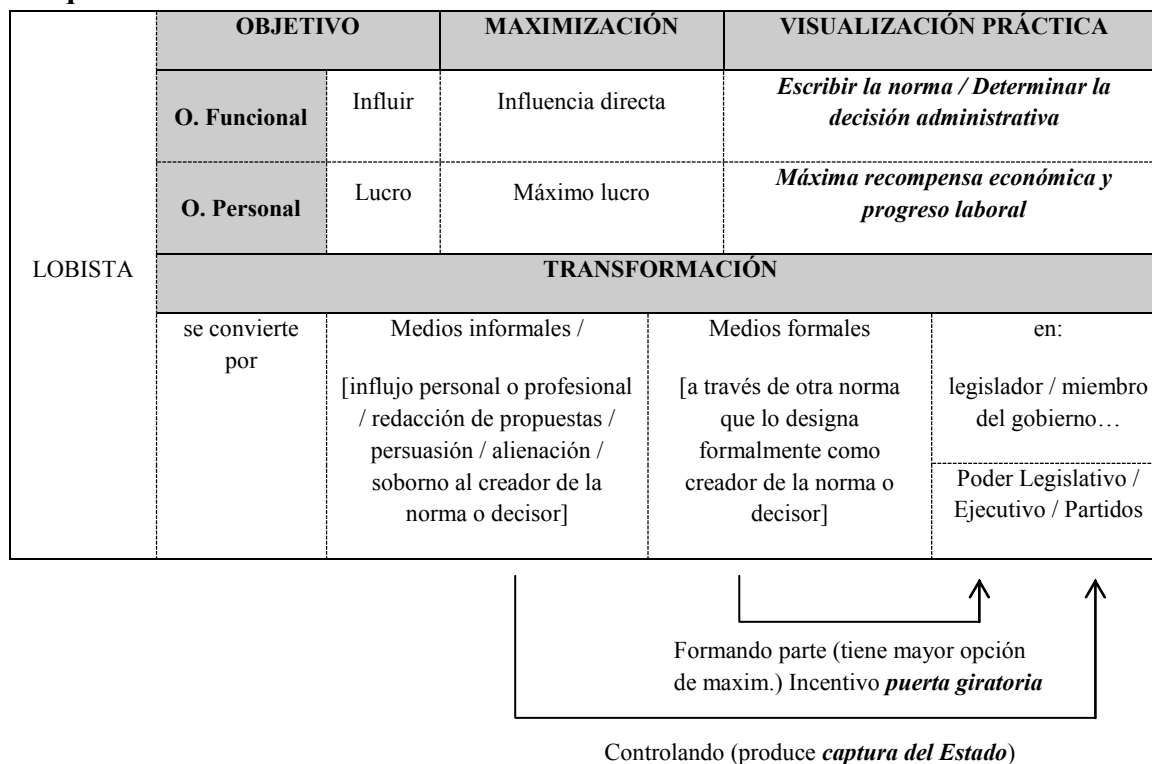 OBJETIVO
MAXIMIZACIÓN
VISUALIZACIÓN PRÁCTICA
LOBISTA
O. Funcional
Influir
Influencia directa
Escribir la norma / Determinar la
decisión administrativa
O. Personal
Lucro
Máximo lucro
Máxima recompensa económica y
progreso laboral
TRANSFORMACIÓN
se convierte
por
Medios informales /
[influjo personal o profesional
/ redacción de propuestas /
persuasión / alienación /
soborno al creador de la
norma o decisor]
Medios formales
[a través de otra norma
que lo designa
formalmente como
creador de la norma o
decisor]
en:
legislador / miembro
del gobierno…
Poder Legislativo /
Ejecutivo / Partidos
Formando parte (tiene mayor opción
de maxim.) Incentivo puerta giratoria
Controlando (produce captura del Estado)